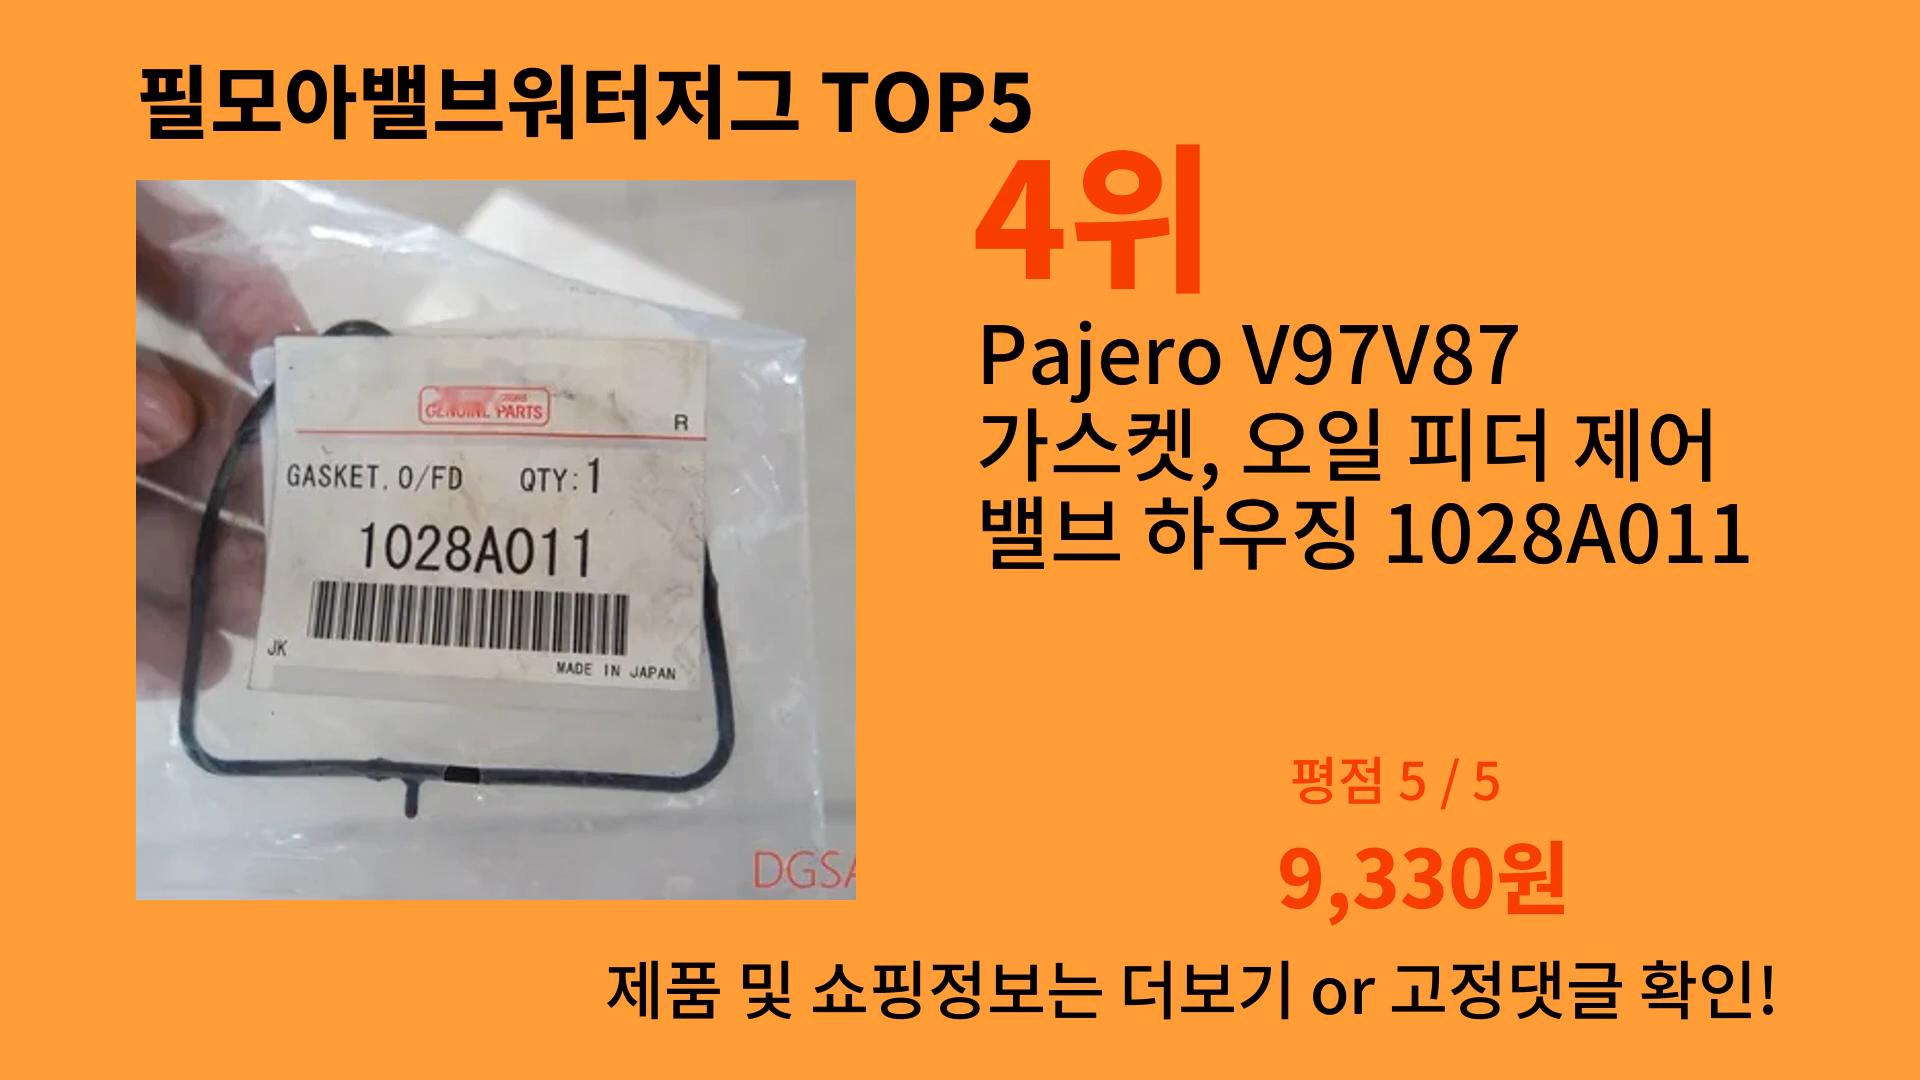 필모아밸브워터저그 TOP5
4위
Pajero V97V87
가스켓, 오일 피더 제어
밸브 하우징 1028A011
GENUINE PARTS
R
GASKET, O/FD QTY:1
1028A011
JK
MADE IN JAPAN
DGSA
평점 5 / 5
9,330원
제품 및 쇼핑정보는 더보기 or 고정댓글 확인!